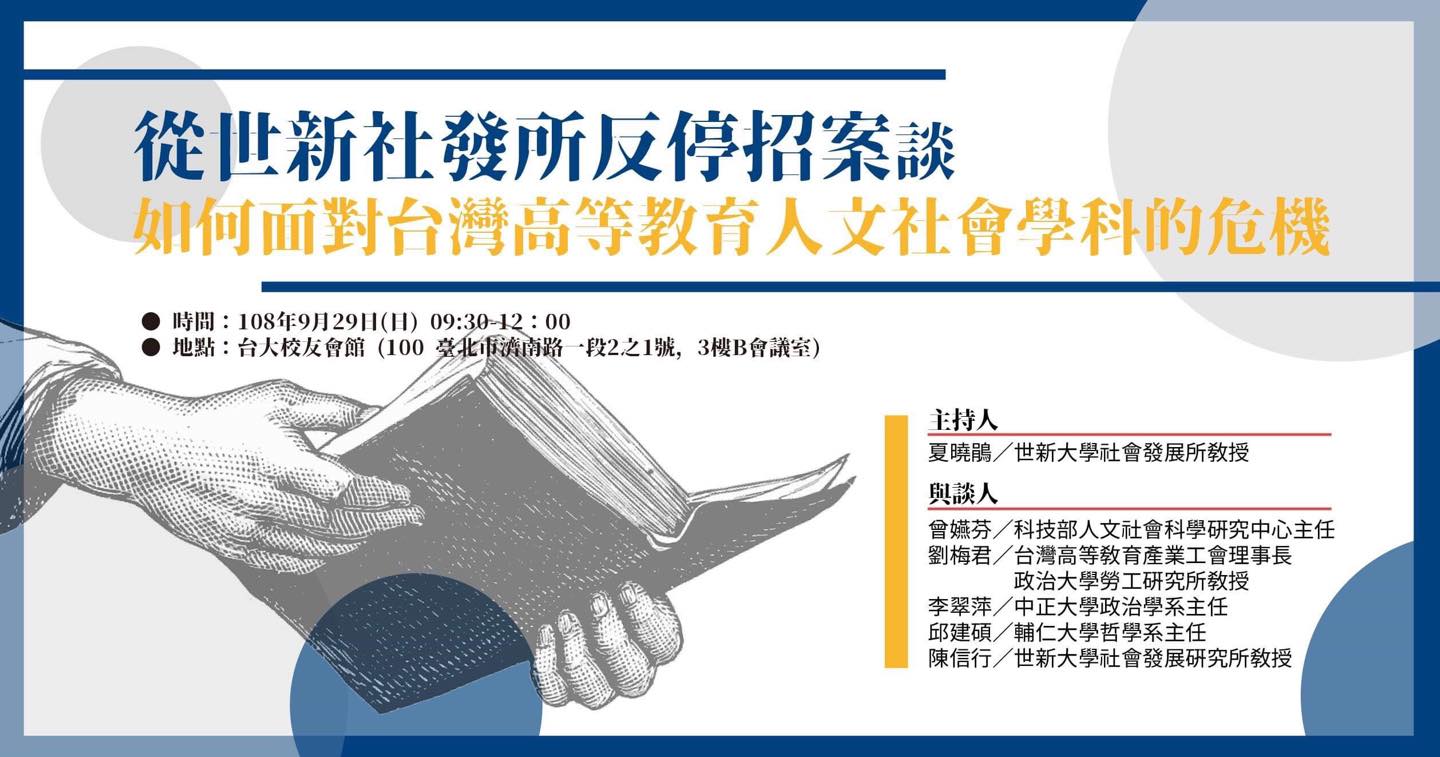 從世新社發所反停招案談
如何面對台灣高等教育人文社會學科的危機
● 時間：108年9月29日(日) 09:30-12：00
● 地點：台大校友會館 (100 臺北市濟南路一段2之1號, 3樓B會議室)
主持人
夏曉鵑／世新大學社會發展所教授
與談人
曾嬿芬／科技部人文社會科學研究中心主任
劉梅君／台灣高等教育產業工會理事長
政治大學勞工研究所教授
李翠萍／中正大學政治學系主任
邱建碩／輔仁大學哲學系主任
陳信行／世新大學社會發展研究所教授